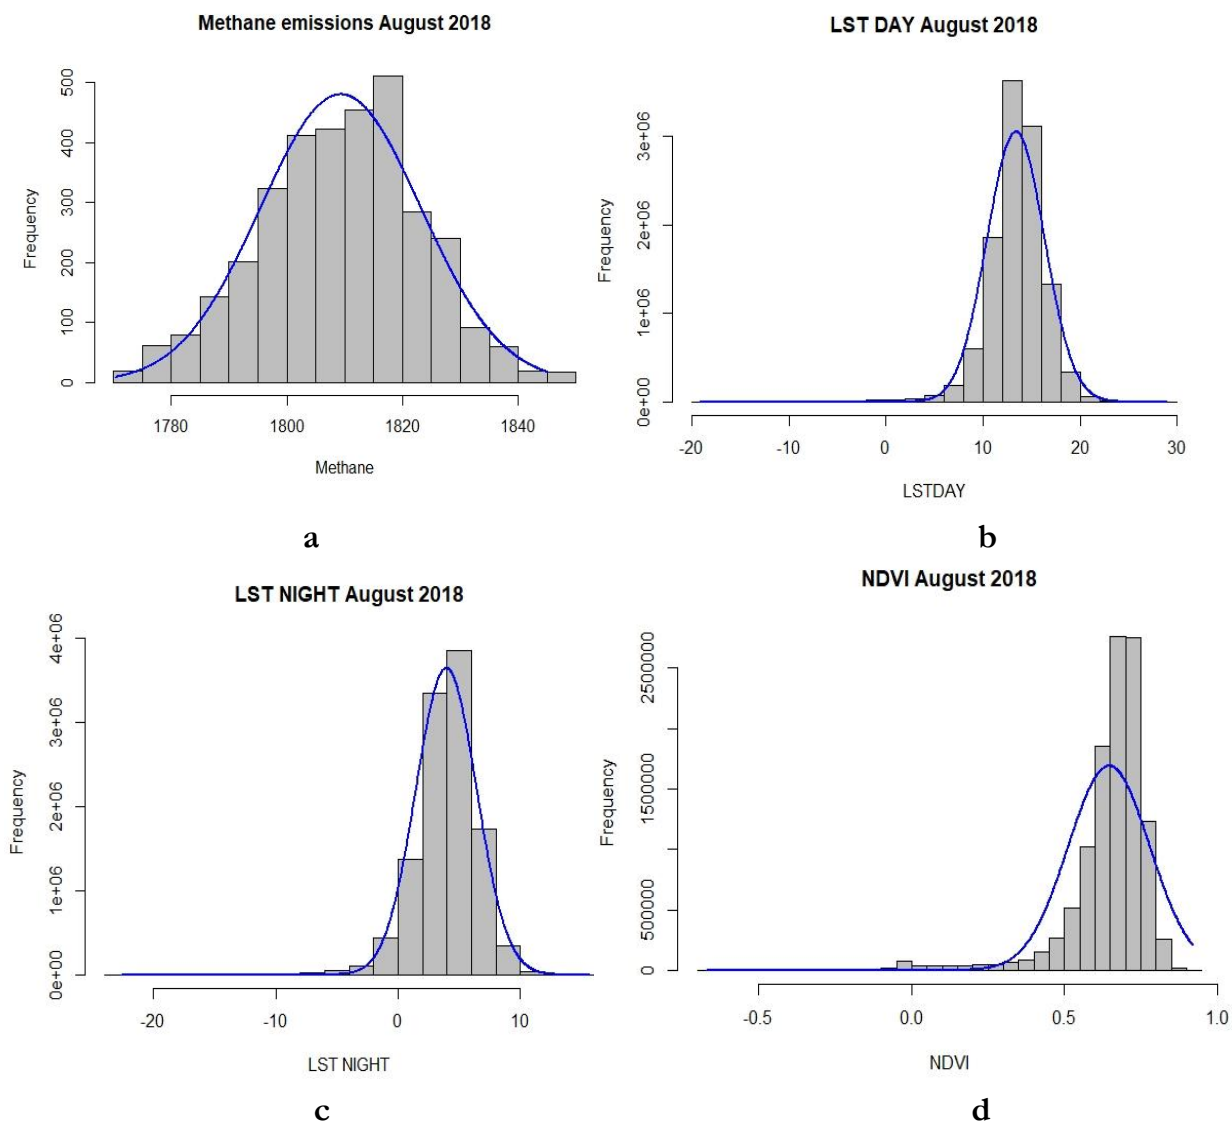 Methane emissions August 2018
Frequency
0
100
200
300
400
500
1780 1800 1820 1840
Methane
a
LST DAY August 2018
Frequency
0e+00
1e+06
2e+06
3e+06
-20 -10 0 10 20 30
LSTDAY
b
LST NIGHT August 2018
Frequency
0e+00
1e+06
2e+06
3e+06
4e+06
-20 -10 0 10
LST NIGHT
c
NDVI August 2018
Frequency
0
500000
1500000
2500000
-0.5 0.0 0.5 1.0
NDVI
d